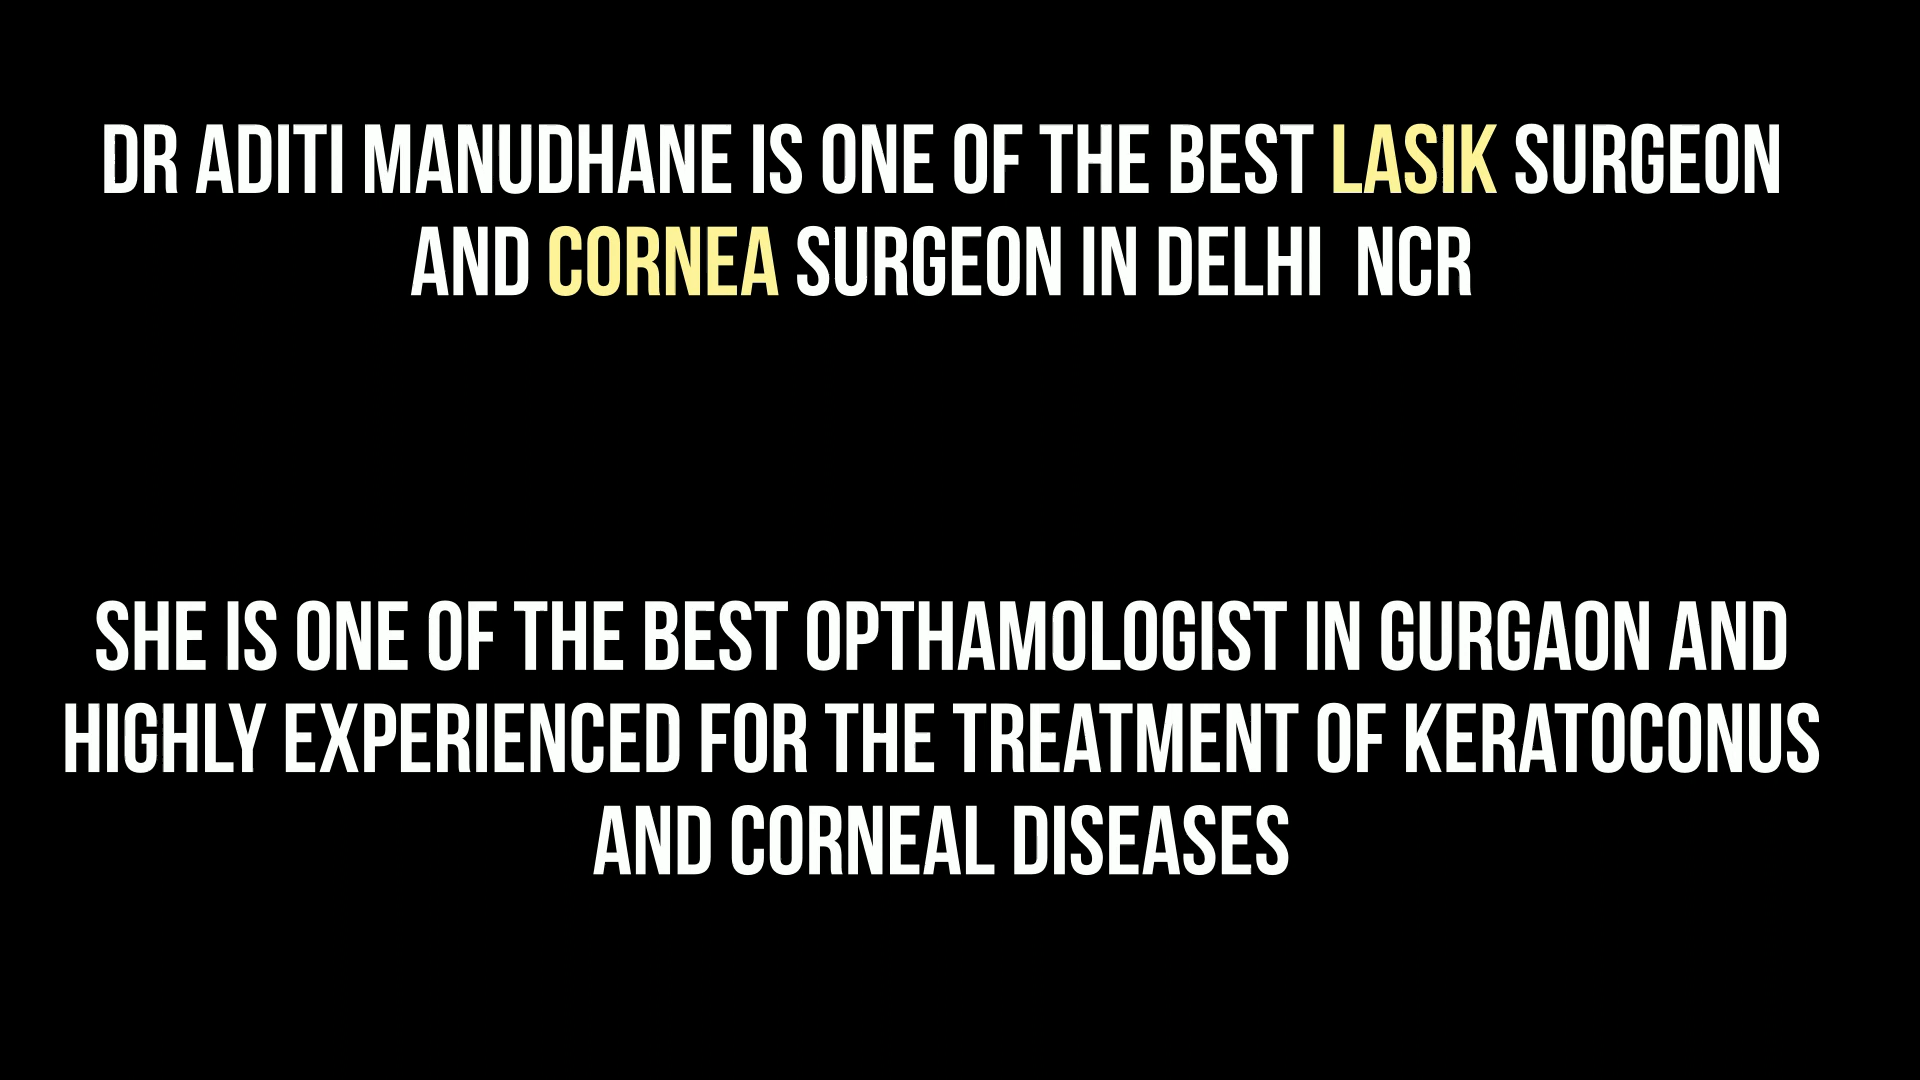 DR ADITI MANUDHANE IS ONE OF THE BEST LASIK SURGEON
AND CORNEA SURGEON IN DELHI  NCR
SHE IS ONE OF THE BEST OPTHAMOLOGIST IN GURGAON AND
HIGHLY EXPERIENCED FOR THE TREATMENT OF KERATOCONUS
AND CORNEAL DISEASES